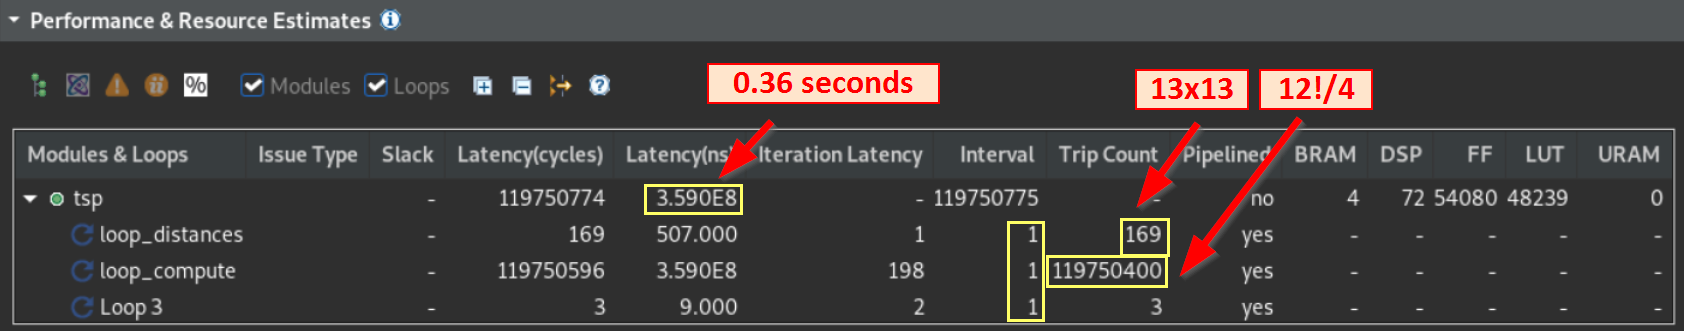 Performance & Resource Estimates
% Modules Loops
0.36 seconds
13x13
12!/4
Modules & Loops Issue Type Slack Latency(cycles) Latency(ns) Iteration Latency Interval Trip Count Pipelined BRAM DSP FF LUT URAM
tsp - 119750774 3.590E8 - 119750775 - no 4 72 54080 48239 0
loop_distances - 169 507.000 1 1 169 yes - - - - -
loop_compute - 119750596 3.590E8 198 1 119750400 yes - - - - -
Loop 3 - 3 9.000 2 1 3 yes - - - - -